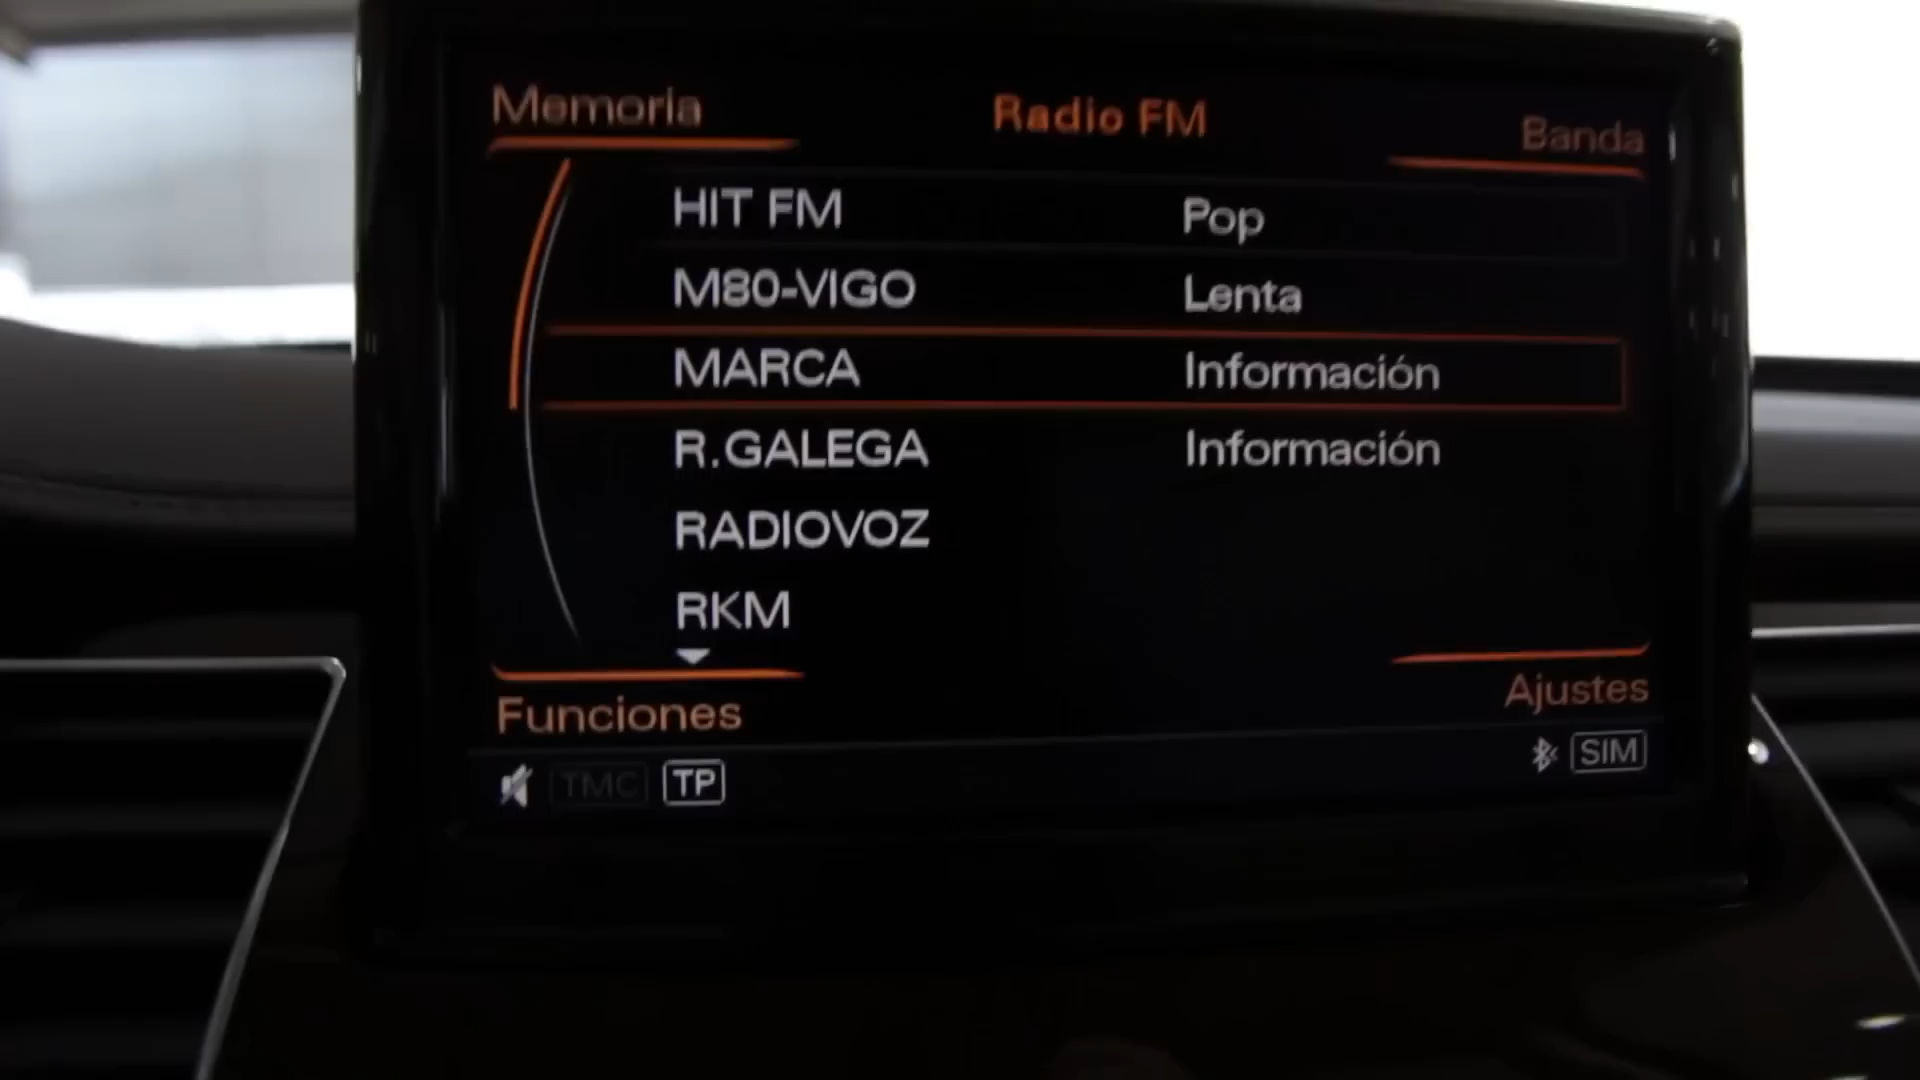 Memoria
Radio FM
Banda
HIT FM Pop
M80-VIGO Lenta
MARCA Información
R.GALEGA Información
RADIOVOZ
RKM
Funciones
Ajustes
TMC TP
SIM